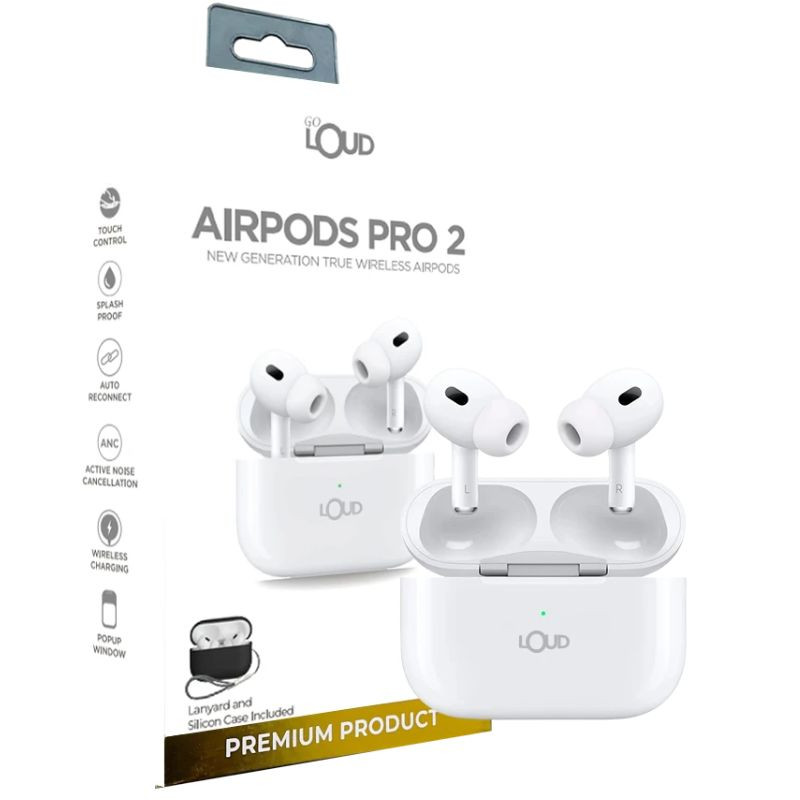 GO
LOUD
AIRPODS PRO 2
NEW GENERATION TRUE WIRELESS AIRPODS
TOUCH
CONTROL
SPLASH
PROOF
AUTO
RECONNECT
ANC
ACTIVE NOISE
CANCELLATION
WIRELESS
CHARGING
POPUP
WINDOW
R
LOUD
L R
LOUD
Lanyard and
Silicon Case Included
PREMIUM PRODUCT